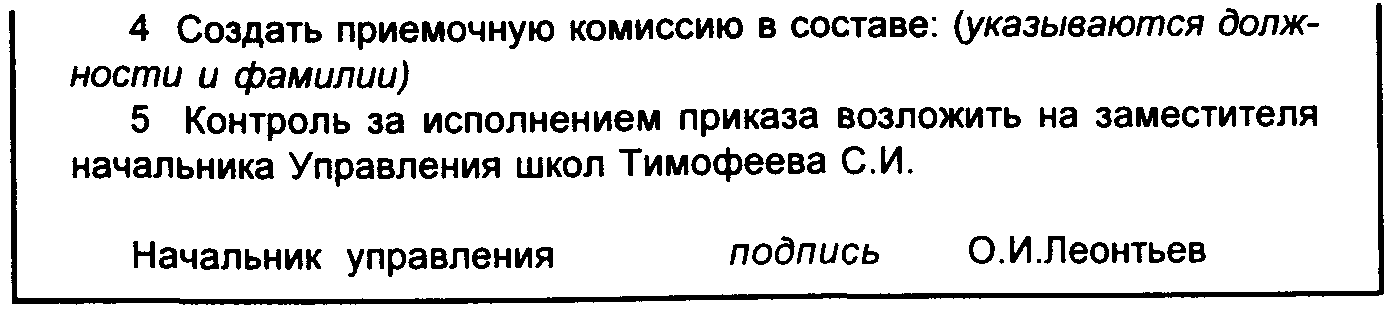 4 Создать приемочную комиссию в составе: (указываются долж-
ности и фамилии)
5 Контроль за исполнением приказа возложить на заместителя
начальника Управления школ Тимофеева С.И.
Начальник управления подпись О.И.Леонтьев